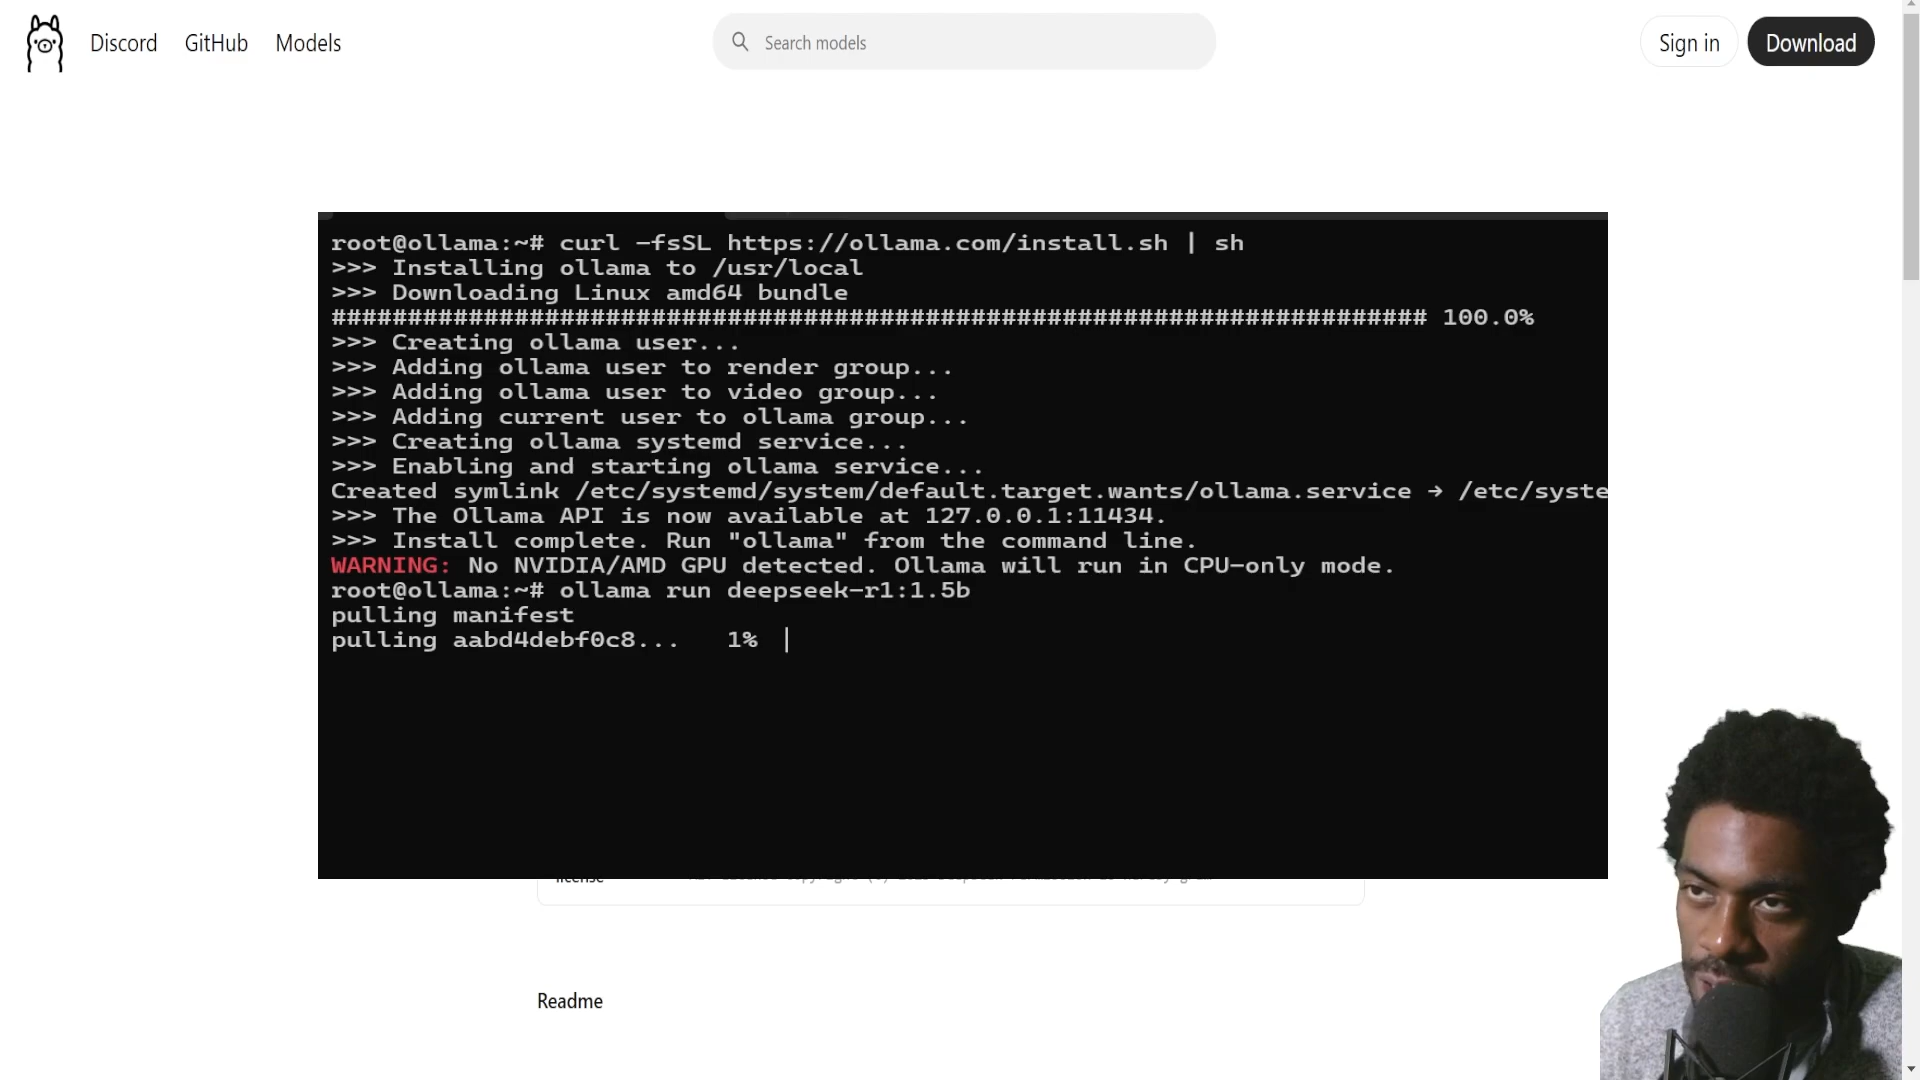 Discord GitHub Models Search models Sign in Download
root@ollama:~# curl -fsSL https://ollama.com/install.sh | sh
>>> Installing ollama to /usr/local
>>> Downloading Linux amd64 bundle
######################################################################## 100.0%
>>> Creating ollama user...
>>> Adding ollama user to render group...
>>> Adding ollama user to video group...
>>> Adding current user to ollama group...
>>> Creating ollama systemd service...
>>> Enabling and starting ollama service...
Created symlink /etc/systemd/system/default.target.wants/ollama.service → /etc/syste
>>> The Ollama API is now available at 127.0.0.1:11434.
>>> Install complete. Run "ollama" from the command line.
WARNING: No NVIDIA/AMD GPU detected. Ollama will run in CPU-only mode.
root@ollama:~# ollama run deepseek-r1:1.5b
pulling manifest
pulling aabd4debf0c8... 1% |
license
Readme